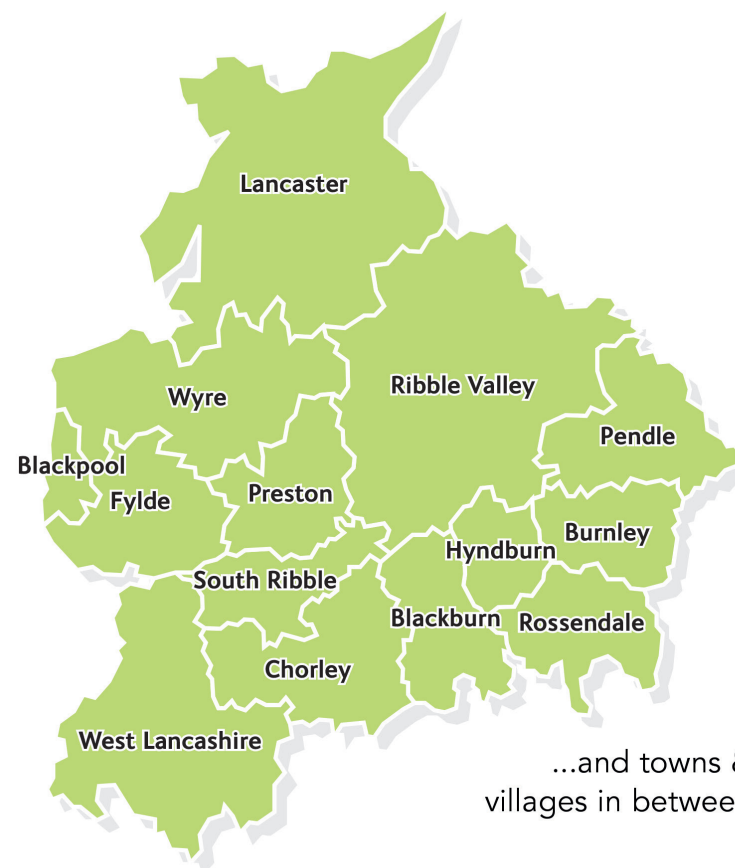 Lancaster
Ribble Valley
Wyre
Pendle
Blackpool
Fylde
Preston
Burnley
Hyndburn
South Ribble
Blackburn
Rossendale
Chorley
West Lancashire
...and towns &
villages in betwee